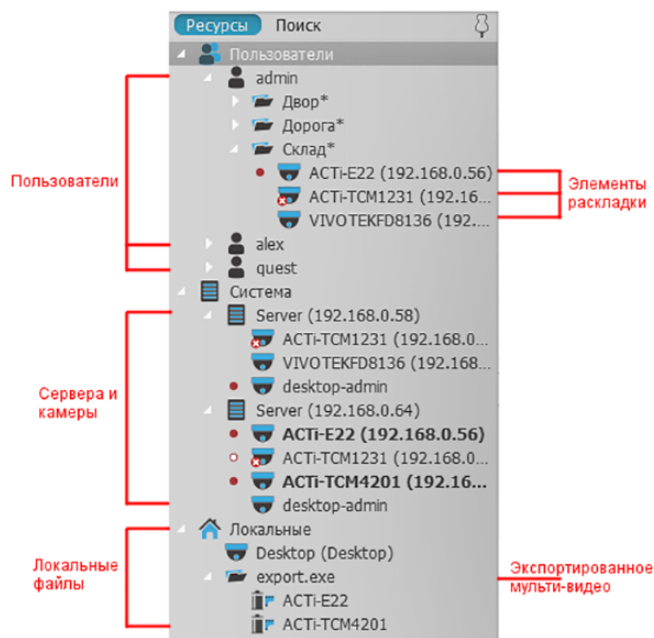 Ресурсы Поиск
Пользователи
admin
Двор*
Дорога*
Склад*
ACTi-E22 (192.168.0.56)
ACTi-TCM1231 (192.16...
VIVOTEKFD8136 (192....
alex
quest
Система
Server (192.168.0.58)
ACTi-TCM1231 (192.168.0...
VIVOTEKFD8136 (192.168...
desktop-admin
Server (192.168.0.64)
ACTi-E22 (192.168.0.56)
ACTi-TCM1231 (192.168.0...
ACTi-TCM4201 (192.16...
desktop-admin
Локальные
Desktop (Desktop)
export.exe
ACTi-E22
ACTi-TCM4201
Пользователи
Сервера и
камеры
Локальные
файлы
Элементы
раскладки
Экспортированное
мульти-видео